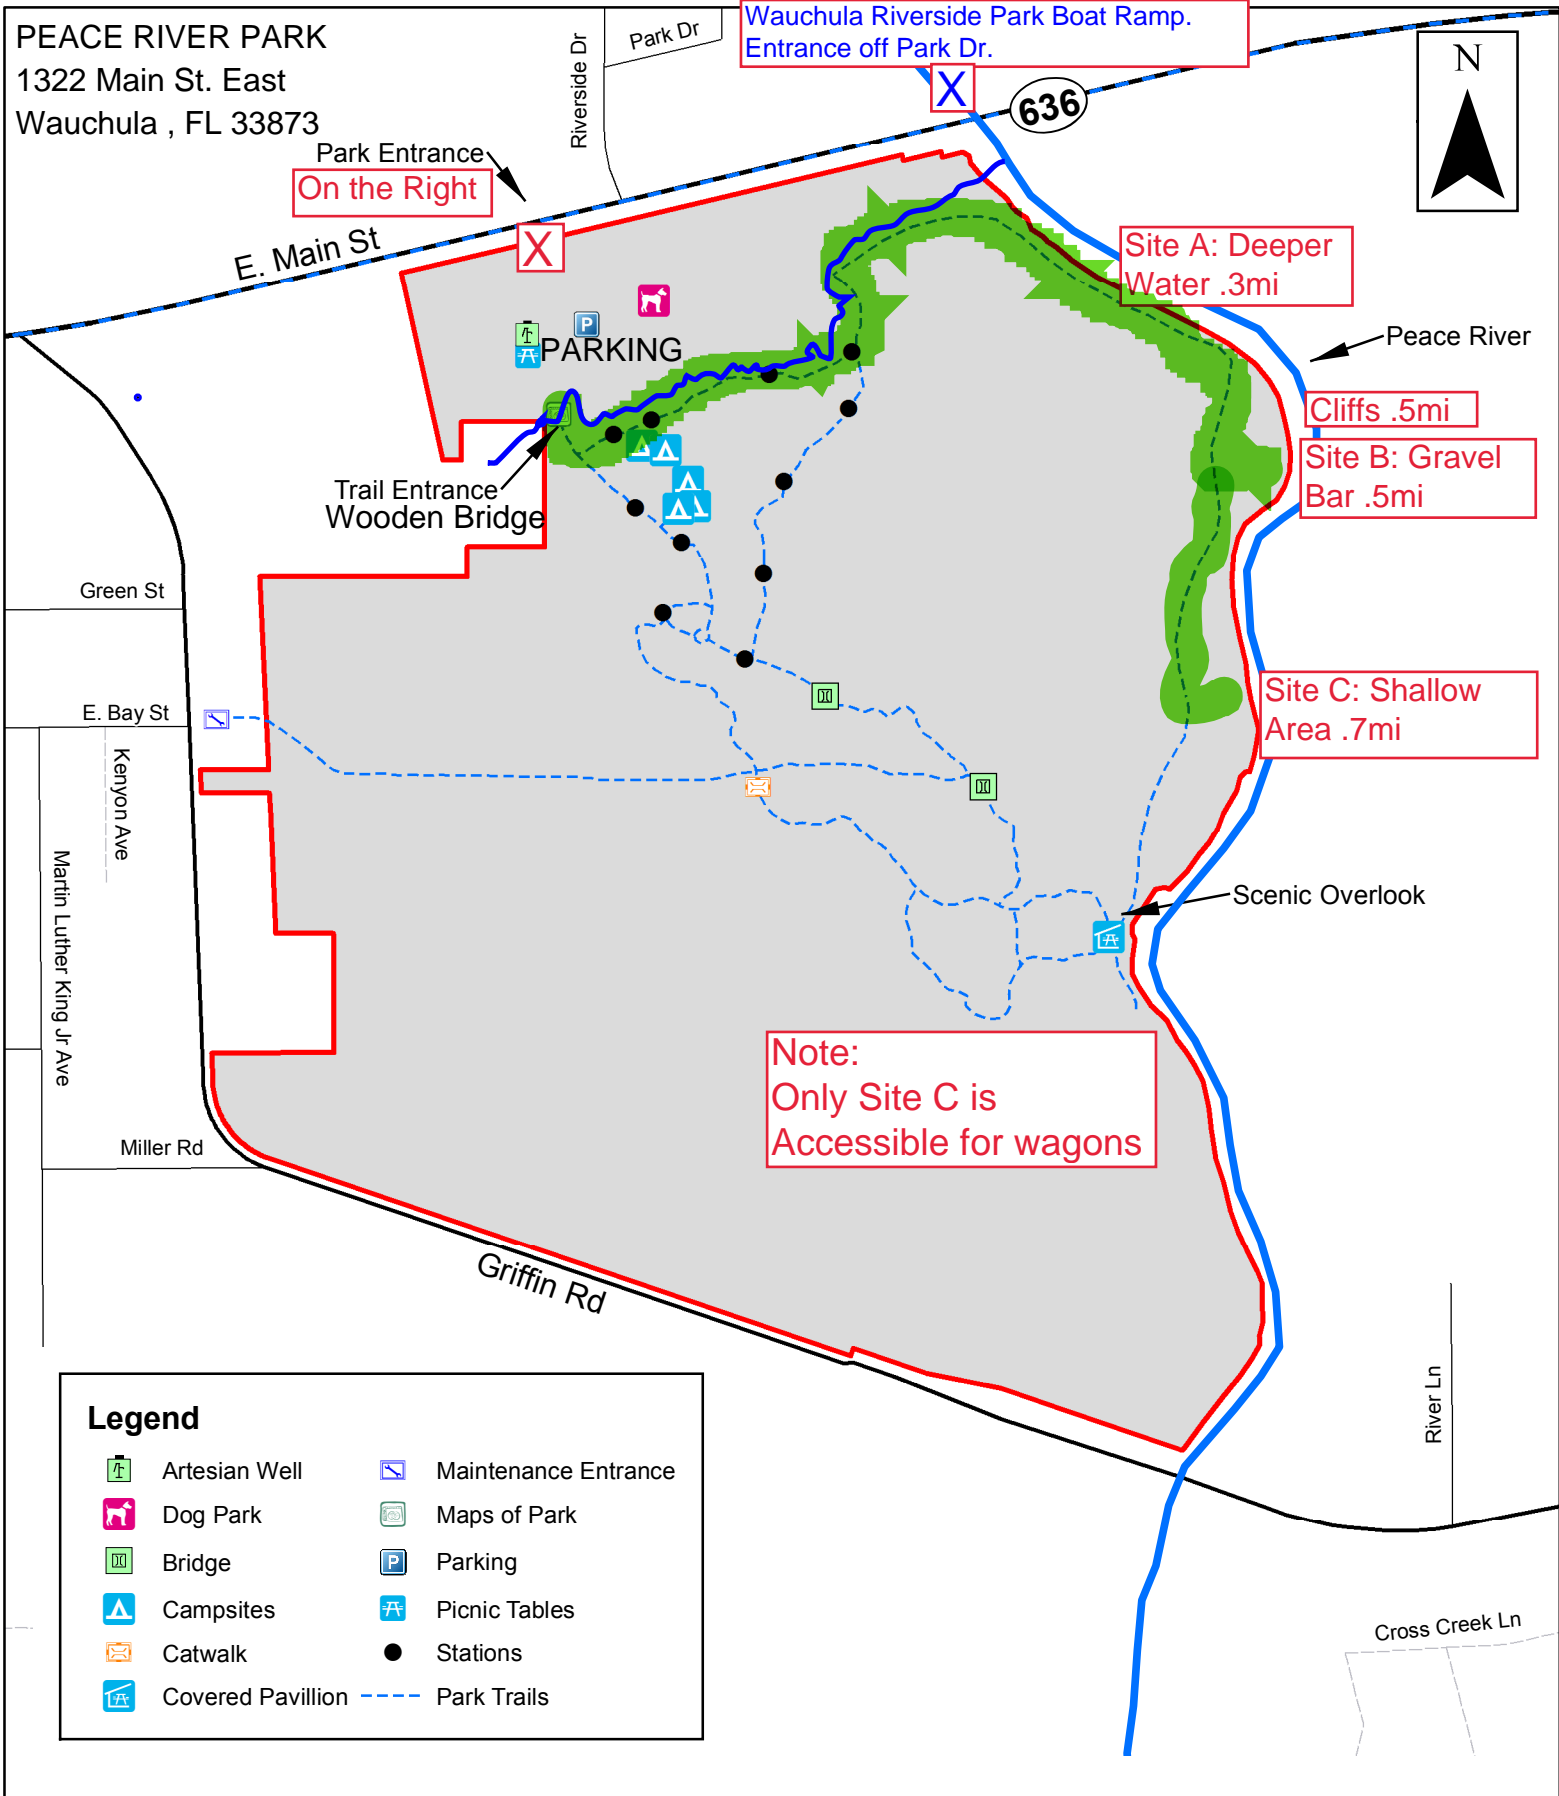 PEACE RIVER PARK
1322 Main St. East
Wauchula , FL 33873
Wauchula Riverside Park Boat Ramp.
Entrance off Park Dr.
X
636
N
Park Dr
Riverside Dr
Park Entrance
On the Right
X
E. Main St
P
PARKING
Site A: Deeper
Water .3mi
Peace River
Cliffs .5mi
Site B: Gravel
Bar .5mi
Trail Entrance
Wooden Bridge
Green St
E. Bay St
Kenyon Ave
Martin Luther King Jr Ave
Site C: Shallow
Area .7mi
Scenic Overlook
Note:
Only Site C is
Accessible for wagons
Miller Rd
Griffin Rd
River Ln
Cross Creek Ln
Legend
Artesian Well
Maintenance Entrance
Dog Park
Maps of Park
Bridge
P
Parking
Campsites
Picnic Tables
Catwalk
Stations
Covered Pavillion
Park Trails